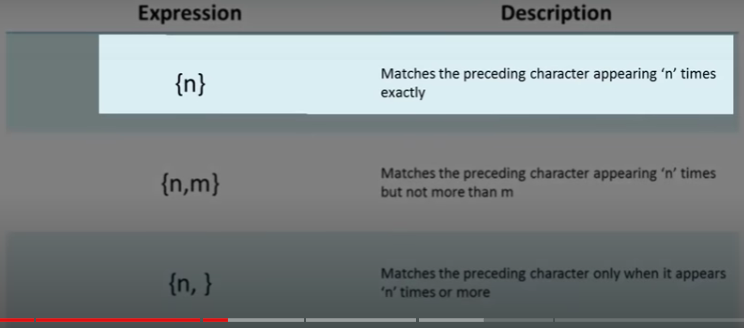 Expression Description
{n} Matches the preceding character appearing ‘n’ times
exactly
{n,m} Matches the preceding character appearing ‘n’ times
but not more than m
{n, } Matches the preceding character only when it appears
‘n’ times or more